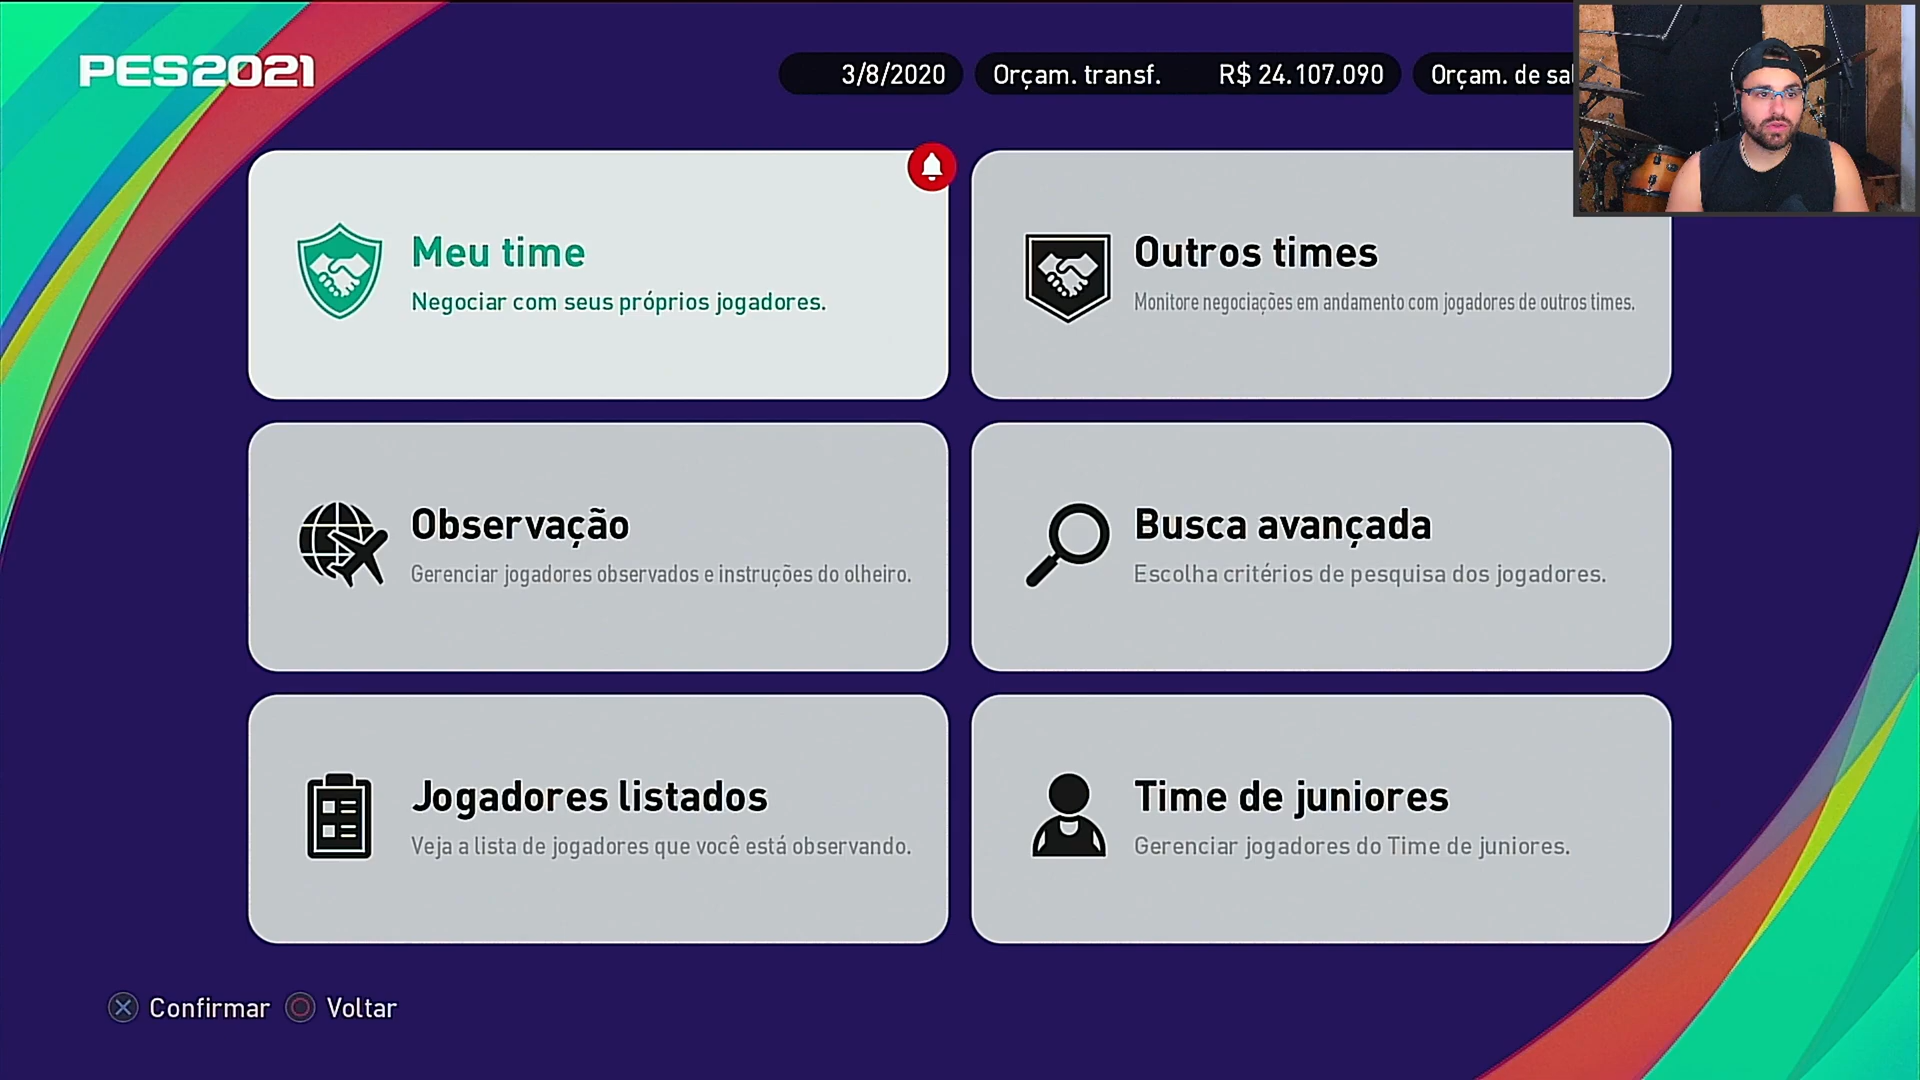 PES2021
3/8/2020
Orçam. transf. R$ 24.107.090
Orçam. de sal
Meu time
Negociar com seus próprios jogadores.
Outros times
Monitore negociações em andamento com jogadores de outros times.
Observação
Gerenciar jogadores observados e instruções do olheiro.
Busca avançada
Escolha critérios de pesquisa dos jogadores.
Jogadores listados
Veja a lista de jogadores que você está observando.
Time de juniores
Gerenciar jogadores do Time de juniores.
Confirmar Voltar